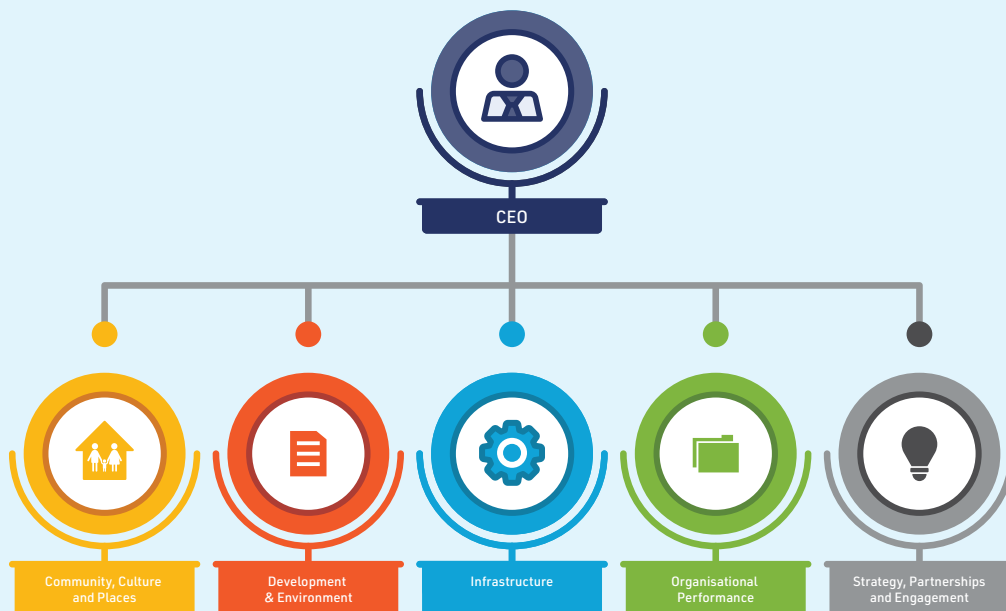 CEO
Community, Culture
and Places
Development
& Environment
Infrastructure
Organisational
Performance
Strategy, Partnerships
and Engagement